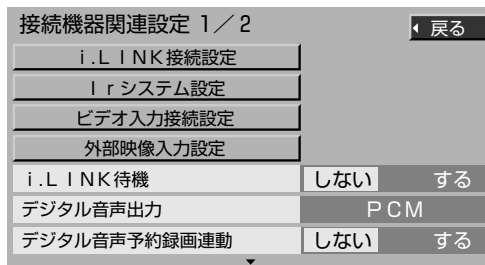 接続機器関連設定 1／2
戻る
ｉ.ＬＩＮＫ接続設定
Ｉｒシステム設定
ビデオ入力接続設定
外部映像入力設定
ｉ.ＬＩＮＫ待機 しない する
デジタル音声出力 ＰＣＭ
デジタル音声予約録画連動 しない する